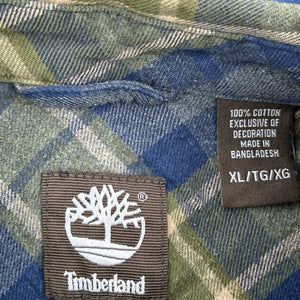 100% COTTON
EXCLUSIVE OF
DECORATION
MADE IN
BANGLADESH
XL/TG/XG
®
Timberland